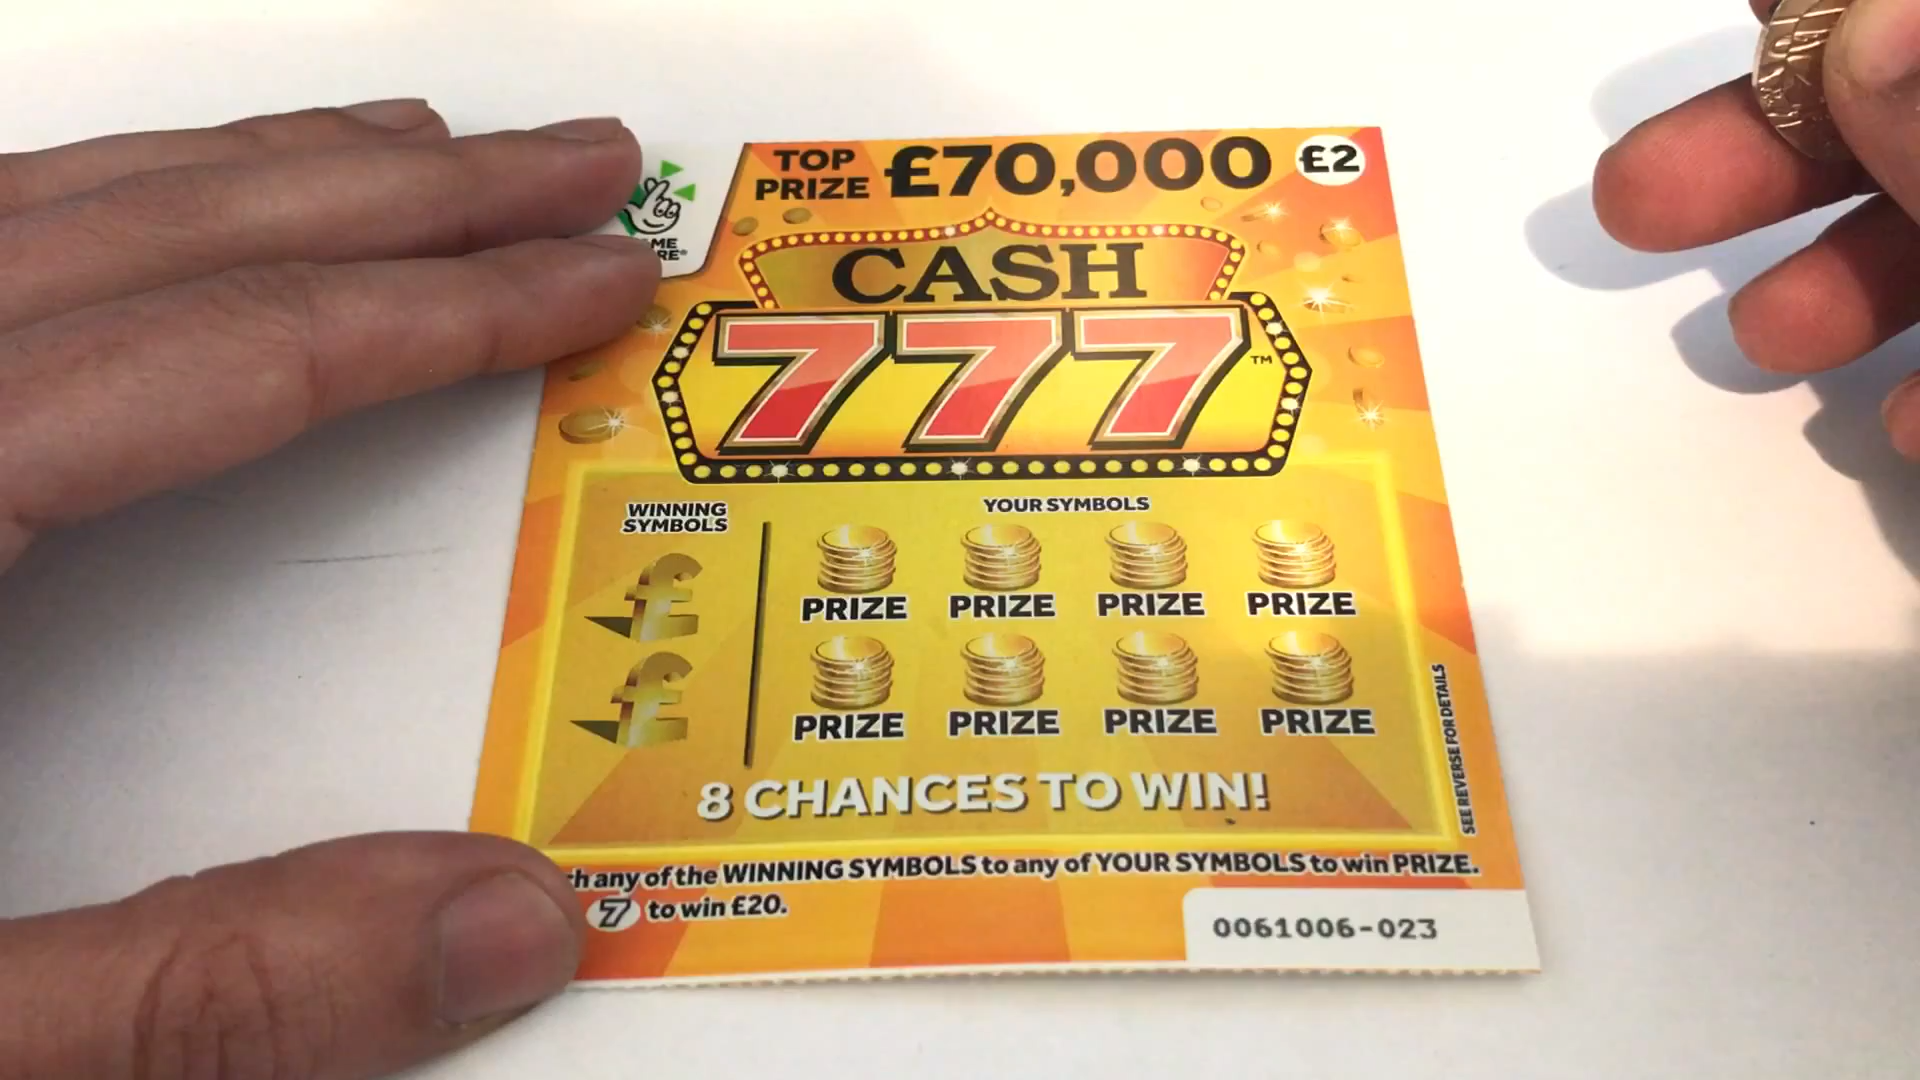 TOP PRIZE £70,000 £2
CASH
777™
WINNING SYMBOLS
YOUR SYMBOLS
£
£
PRIZE PRIZE PRIZE PRIZE
PRIZE PRIZE PRIZE PRIZE
8 CHANCES TO WIN!
any of the WINNING SYMBOLS to any of YOUR SYMBOLS to win PRIZE.
7 to win £20.
0061006-023
SEE REVERSE FOR DETAILS